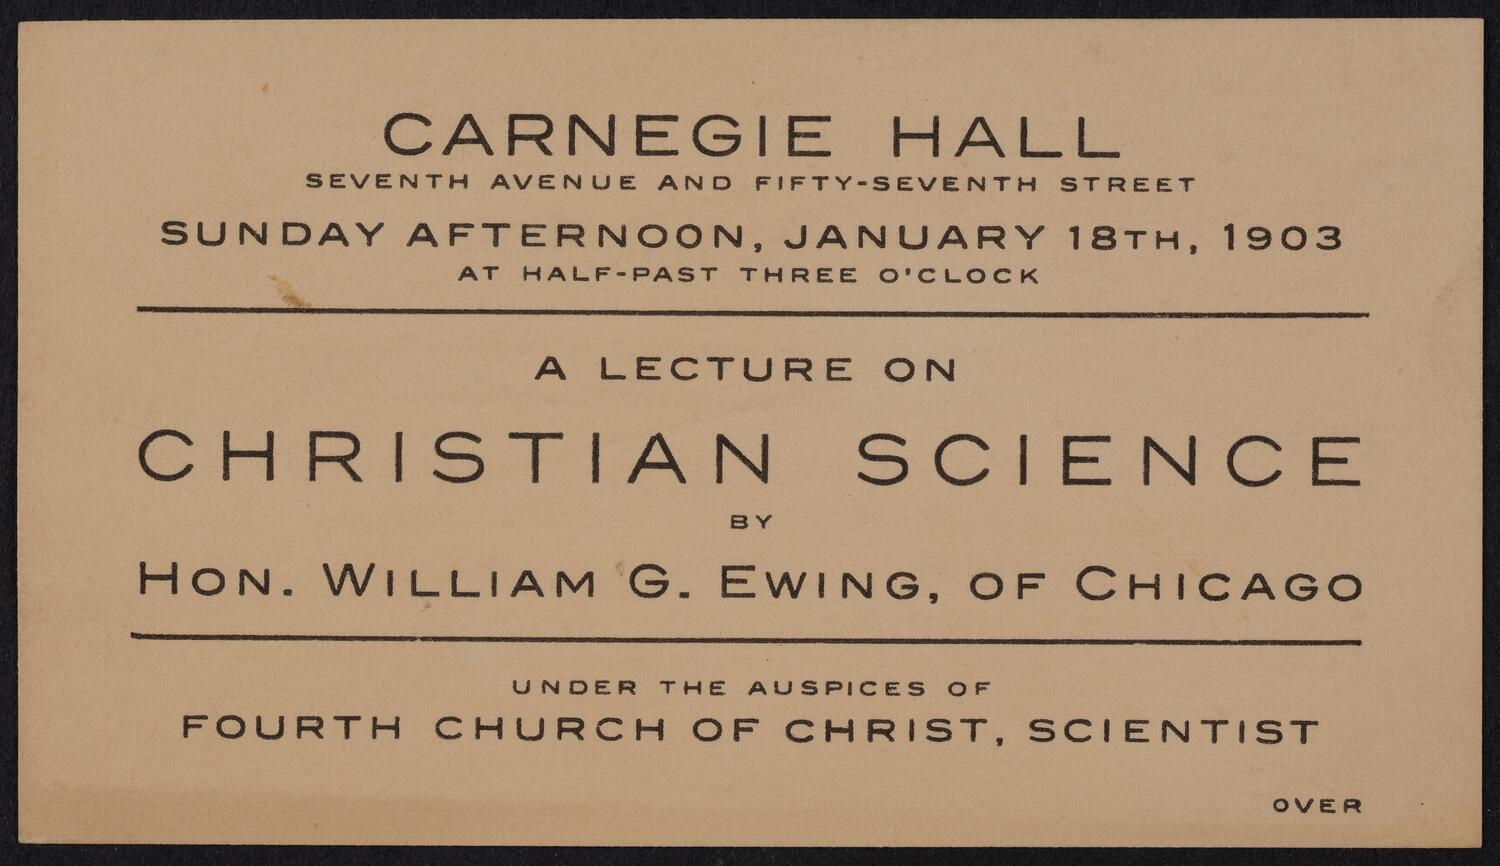 CARNEGIE HALL
SEVENTH AVENUE AND FIFTY-SEVENTH STREET
SUNDAY AFTERNOON, JANUARY 18TH, 1903
AT HALF-PAST THREE O'CLOCK
A LECTURE ON
CHRISTIAN SCIENCE
BY
HON. WILLIAM G. EWING, OF CHICAGO
UNDER THE AUSPICES OF
FOURTH CHURCH OF CHRIST, SCIENTIST
OVER